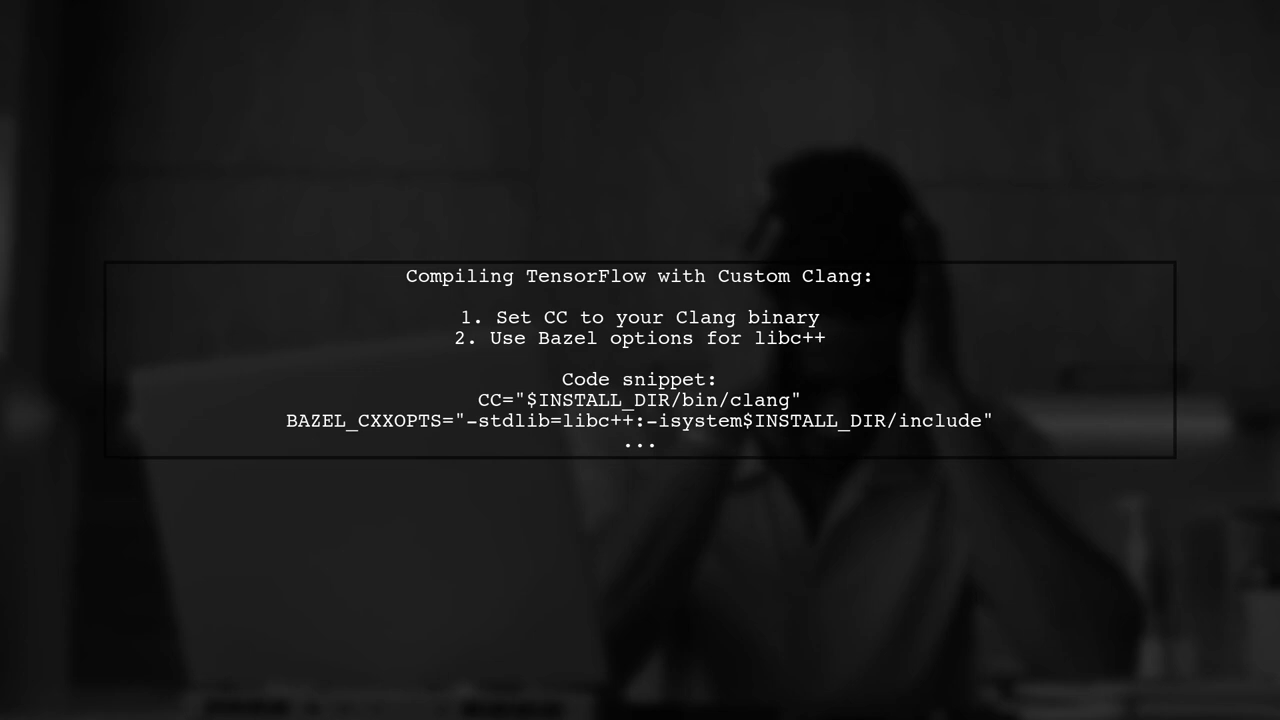 Compiling TensorFlow with Custom Clang:
1. Set CC to your Clang binary
2. Use Bazel options for libc++
Code snippet:
CC="$INSTALL_DIR/bin/clang"
BAZEL_CXXOPTS="-stdlib=libc++:-isystem$INSTALL_DIR/include"
...